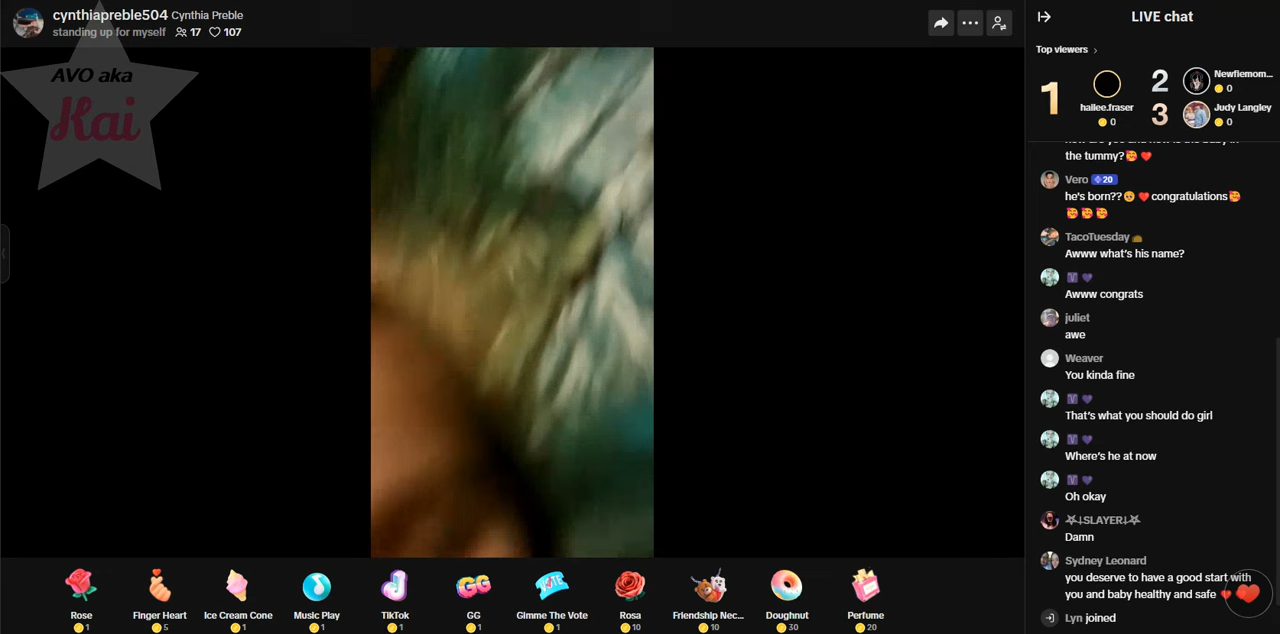 cynthiapreble504 Cynthia Preble
standing up for myself 17 107
AVO aka
Kai
LIVE chat
Top viewers >
1
hailee.fraser
0
2
Newfiemom...
0
3
Judy Langley
0
the tummy?🥰 ❤️
Vero 20
he's born??🥺 ❤️ congratulations🥰
🥰 🥰 🥰
TacoTuesday🌮
Awww what's his name?
V 💜
Awww congrats
juliet
awe
Weaver
You kinda fine
V 💜
That's what you should do girl
V 💜
Where's he at now
V 💜
Oh okay
⛧⸸SLAYER⸸⛧
Damn
Sydney Leonard
you deserve to have a good start with
you and baby healthy and safe ❤️
Lyn joined
Rose
1
Finger Heart
5
Ice Cream Cone
1
Music Play
1
TikTok
1
GG
GG
1
VOTE
Gimme The Vote
1
Rosa
10
Friendship Nec...
10
Doughnut
30
Perfume
20